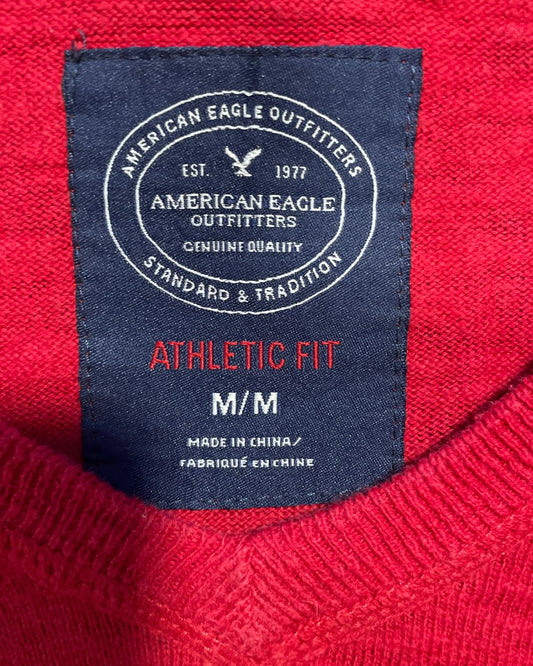 AMERICAN EAGLE OUTFITTERS
EST. 1977
AMERICAN EAGLE
OUTFITTERS
GENUINE QUALITY
STANDARD & TRADITION
ATHLETIC FIT
M/M
MADE IN CHINA/
FABRIQUÉ EN CHINE